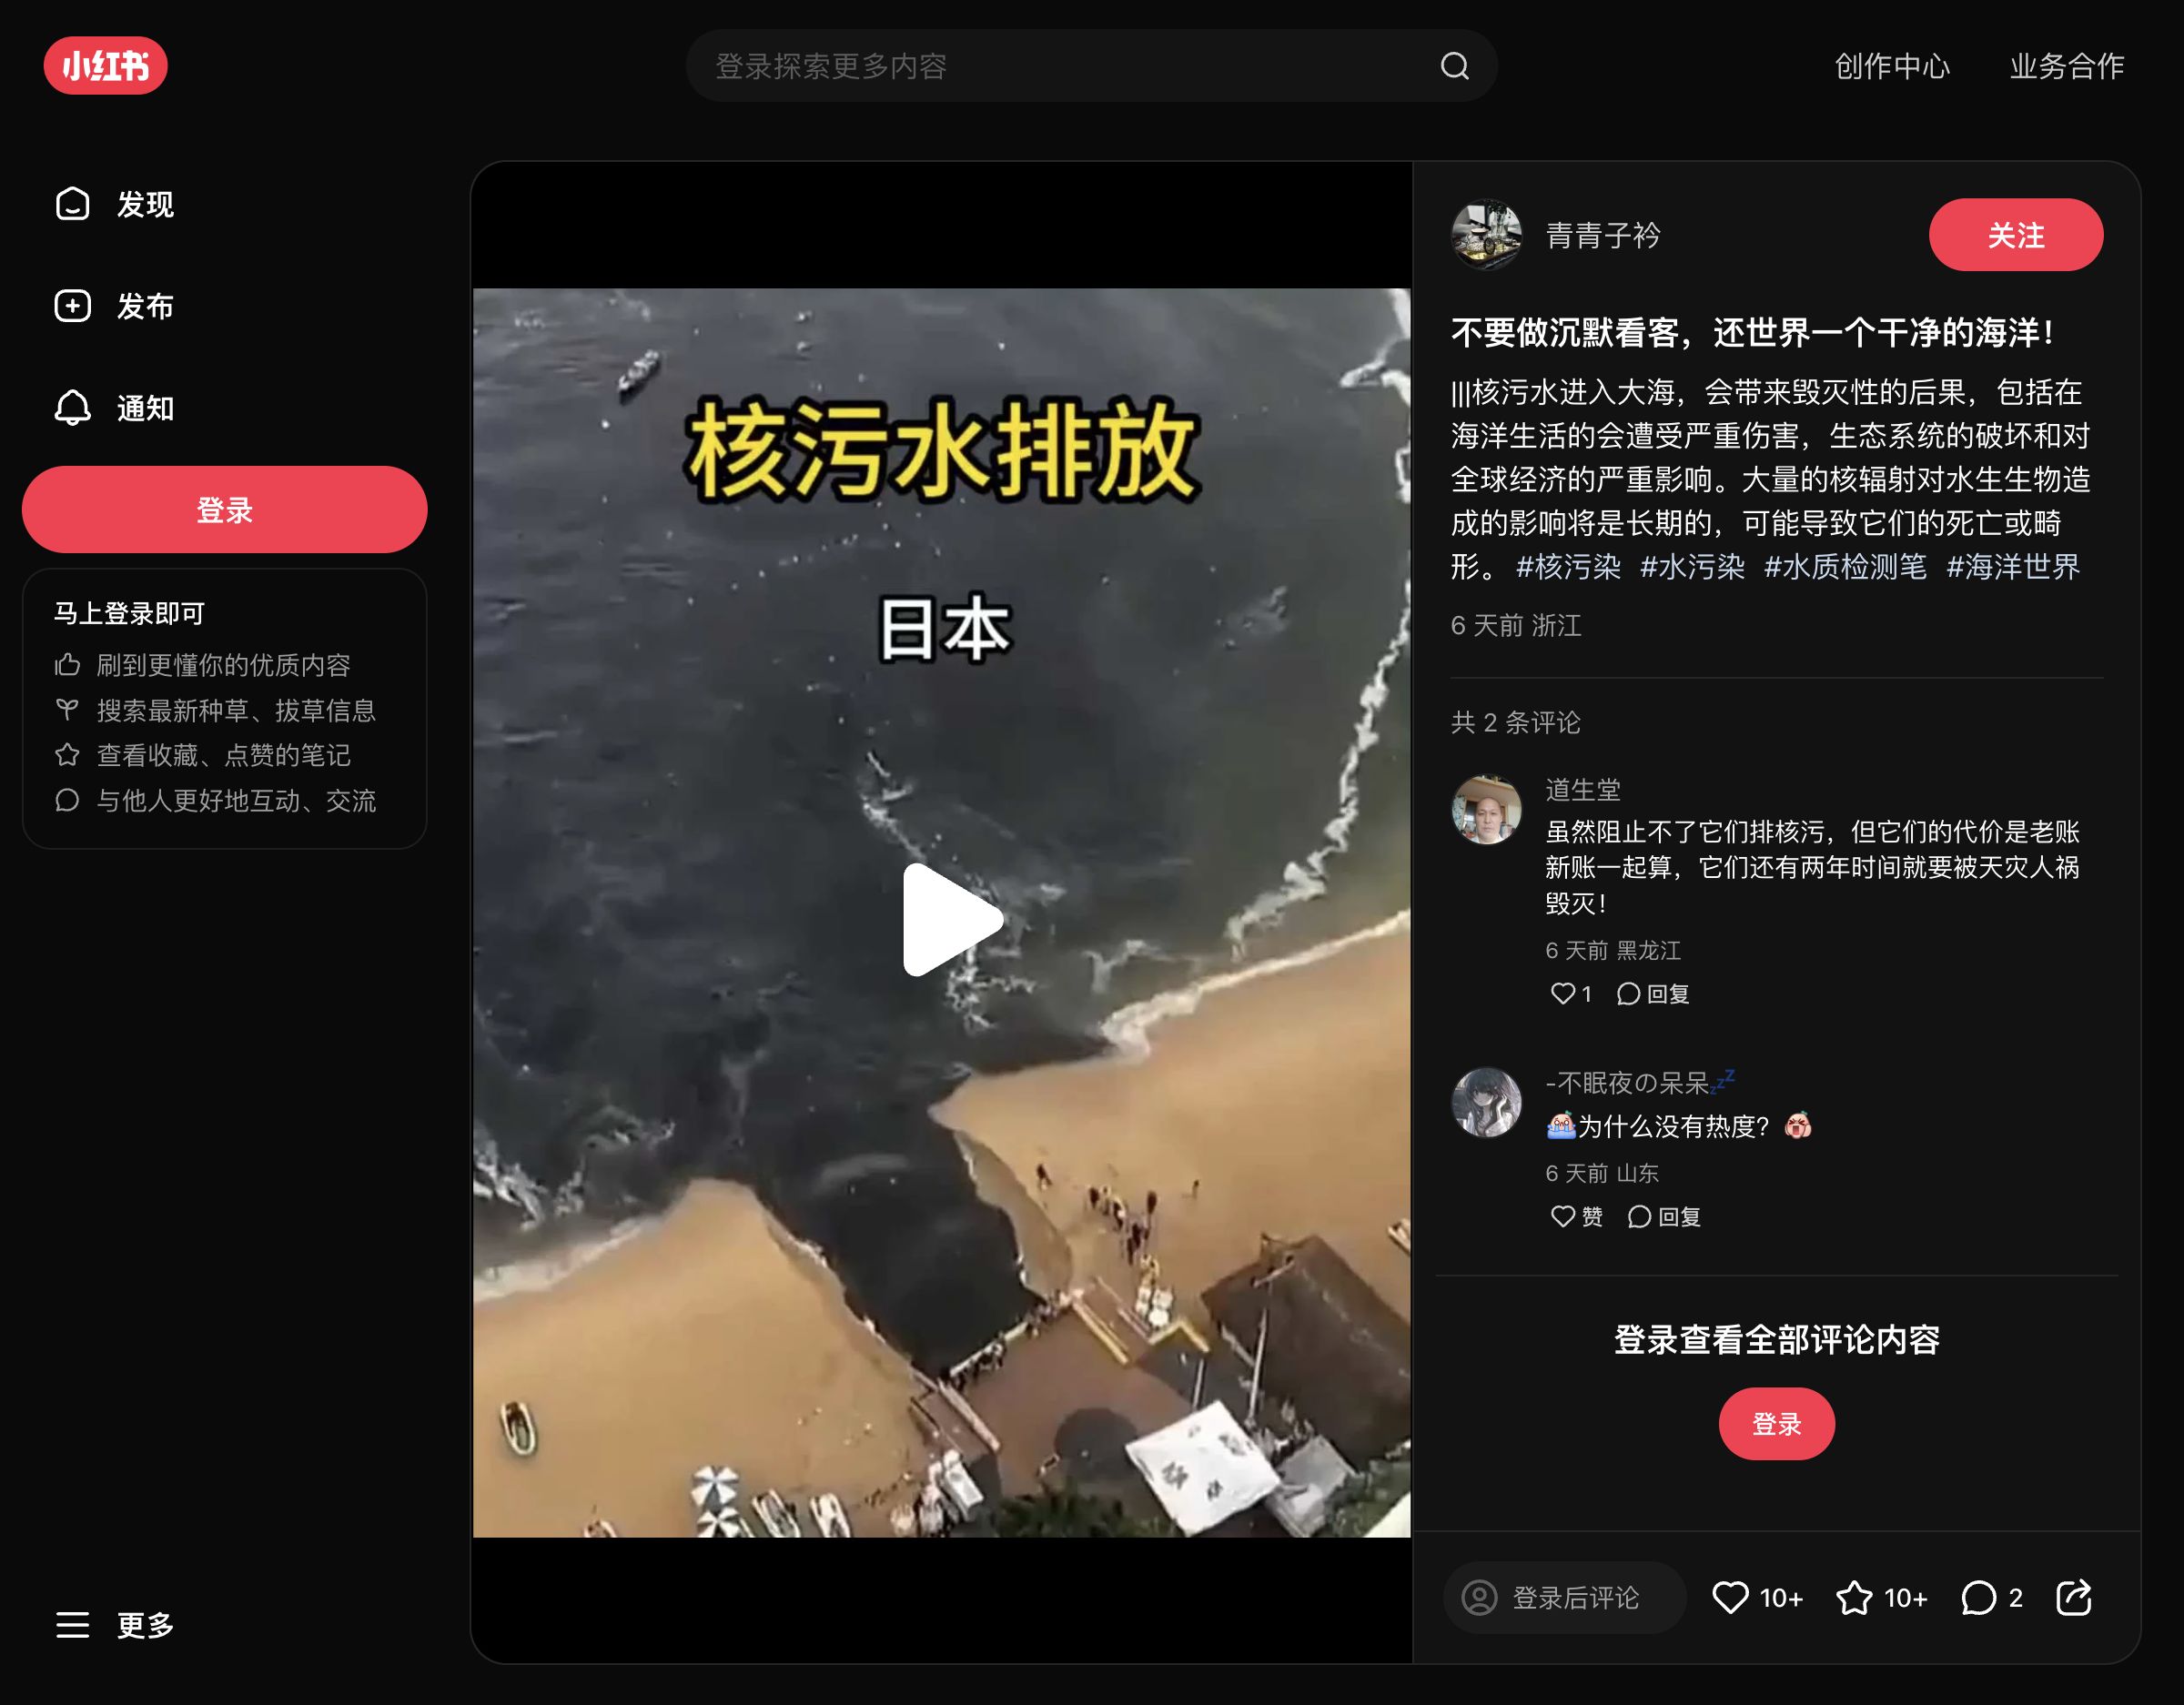 小红书
登录探索更多内容
创作中心
业务合作
发现
发布
通知
登录
马上登录即可
刷到更懂你的优质内容
搜索最新种草、拔草信息
查看收藏、点赞的笔记
与他人更好地互动、交流
更多
核污水排放
日本
青青子衿
关注
不要做沉默看客，还世界一个干净的海洋！
|||核污水进入大海，会带来毁灭性的后果，包括在
海洋生活的会遭受严重伤害，生态系统的破坏和对
全球经济的严重影响。大量的核辐射对水生生物造
成的影响将是长期的，可能导致它们的死亡或畸
形。 #核污染 #水污染 #水质检测笔 #海洋世界
6 天前 浙江
共 2 条评论
道生堂
虽然阻止不了它们排核污，但它们的代价是老账
新账一起算，它们还有两年时间就要被天灾人祸
毁灭！
6 天前 黑龙江
1 回复
-不眠夜の呆呆💤
为什么没有热度？
6 天前 山东
赞 回复
登录查看全部评论内容
登录
登录后评论
10+
10+
2